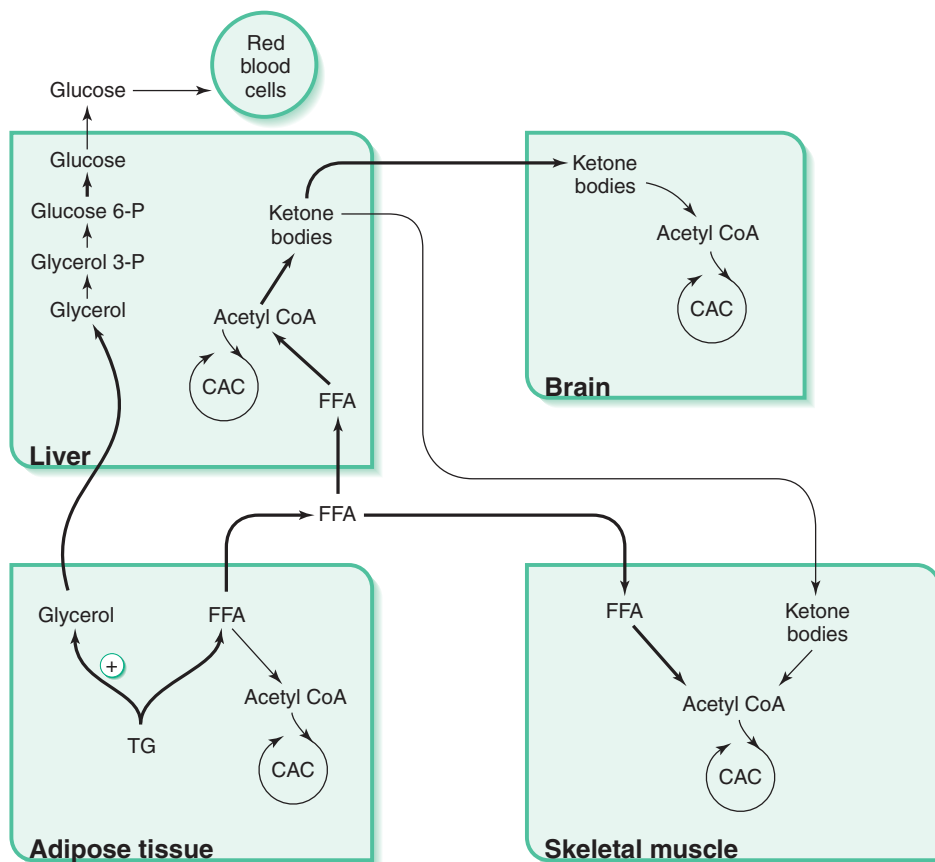 Red
blood
cells
Glucose
Glucose
Glucose 6-P
Glycerol 3-P
Glycerol
Ketone
bodies
Acetyl CoA
CAC
FFA
Liver
Ketone
bodies
Acetyl CoA
CAC
Brain
FFA
Glycerol
FFA
+
TG
Acetyl CoA
CAC
Adipose tissue
FFA
Ketone
bodies
Acetyl CoA
CAC
Skeletal muscle